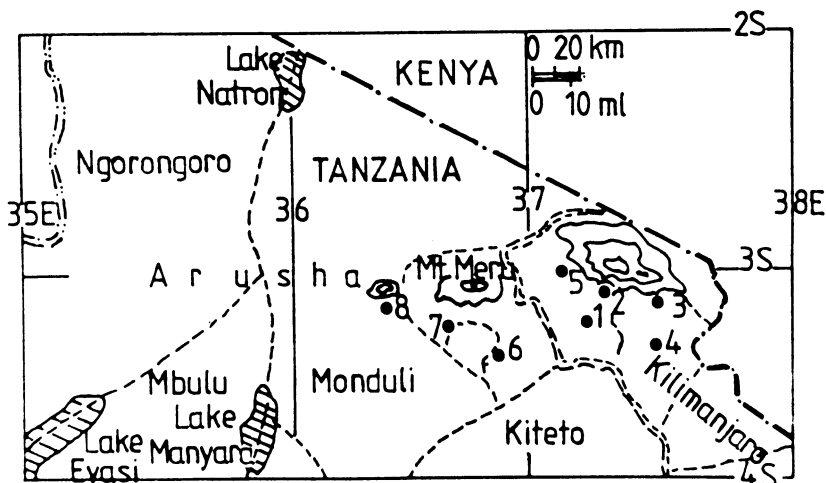 2S
Lake
Natron
KENYA
0 20 km
0 10 ml
Ngorongoro
TANZANIA
35E
36
37
38E
3S
Arusha
Mt Meru
8
7
6
5
1
2
3
4
Mbulu
Lake
Manyara
Monduli
Kilimanjaro
Lake
Eyasi
Kiteto
4S